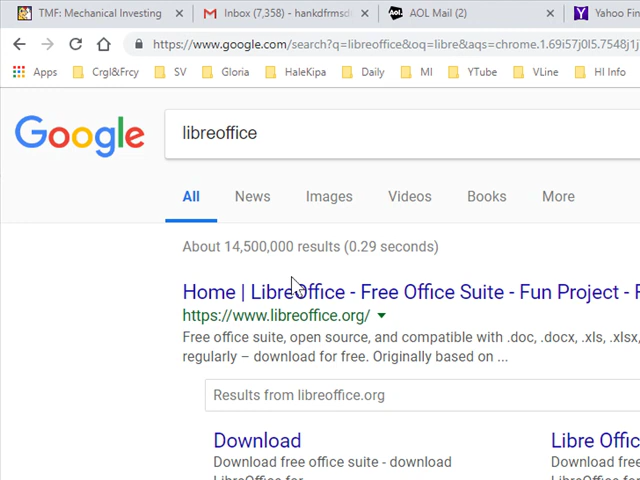 TMF: Mechanical Investing
Inbox (7,358) - hankdfrmsd
AOL Mail (2)
Yahoo Fin
https://www.google.com/search?q=libreoffice&oq=libre&aqs=chrome.1.69i57j0l5.7548j1j
Apps Crgl&Frcy SV Gloria HaleKipa Daily MI YTube VLine HI Info
Google
libreoffice
All News Images Videos Books More
About 14,500,000 results (0.29 seconds)
Home | LibreOffice - Free Office Suite - Fun Project - F
https://www.libreoffice.org/
Free office suite, open source, and compatible with .doc, .docx, .xls, .xlsx,
regularly – download for free. Originally based on ...
Results from libreoffice.org
Download
Libre Offic
Download free office suite - download
Download